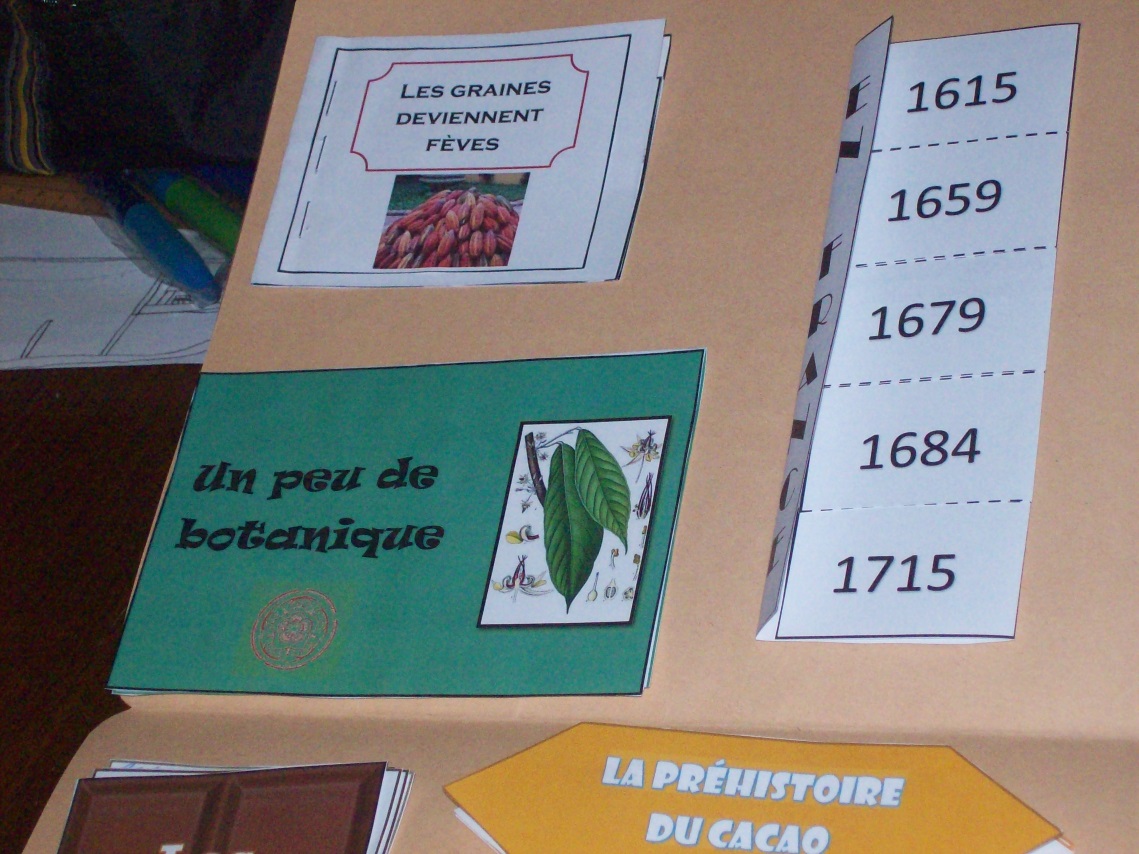 LES GRAINES
DEVIENNENT
FÈVES
1615
1659
1679
1684
1715
Un peu de
botanique
LA PRÉHISTOIRE
DU CACAO